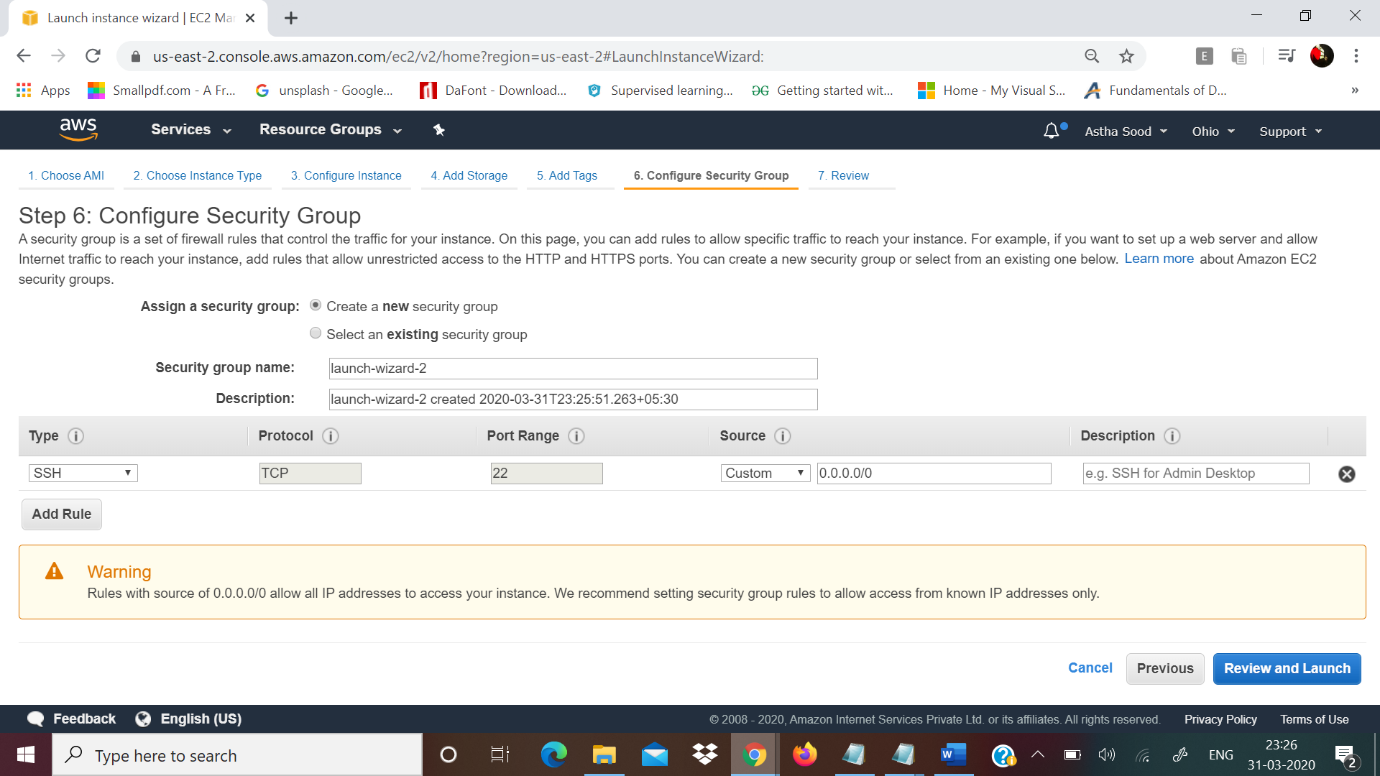 Launch instance wizard | EC2 Ma
us-east-2.console.aws.amazon.com/ec2/v2/home?region=us-east-2#LaunchInstanceWizard:
E
Apps Smallpdf.com - A Fr... unsplash - Google... DaFont - Download... Supervised learning... Getting started wit... Home - My Visual S... Fundamentals of D... »
aws Services Resource Groups Astha Sood Ohio Support
1. Choose AMI 2. Choose Instance Type 3. Configure Instance 4. Add Storage 5. Add Tags 6. Configure Security Group 7. Review
Step 6: Configure Security Group
A security group is a set of firewall rules that control the traffic for your instance. On this page, you can add rules to allow specific traffic to reach your instance. For example, if you want to set up a web server and allow
Internet traffic to reach your instance, add rules that allow unrestricted access to the HTTP and HTTPS ports. You can create a new security group or select from an existing one below. Learn more about Amazon EC2
security groups.
Assign a security group: Create a new security group
Select an existing security group
Security group name: launch-wizard-2
Description: launch-wizard-2 created 2020-03-31T23:25:51.263+05:30
Type Protocol Port Range Source Description
SSH TCP 22 Custom 0.0.0.0/0 e.g. SSH for Admin Desktop
Add Rule
Warning
Rules with source of 0.0.0.0/0 allow all IP addresses to access your instance. We recommend setting security group rules to allow access from known IP addresses only.
Cancel Previous Review and Launch
Feedback English (US) © 2008 - 2020, Amazon Internet Services Private Ltd. or its affiliates. All rights reserved. Privacy Policy Terms of Use
Type here to search ENG 23:26
31-03-2020 2